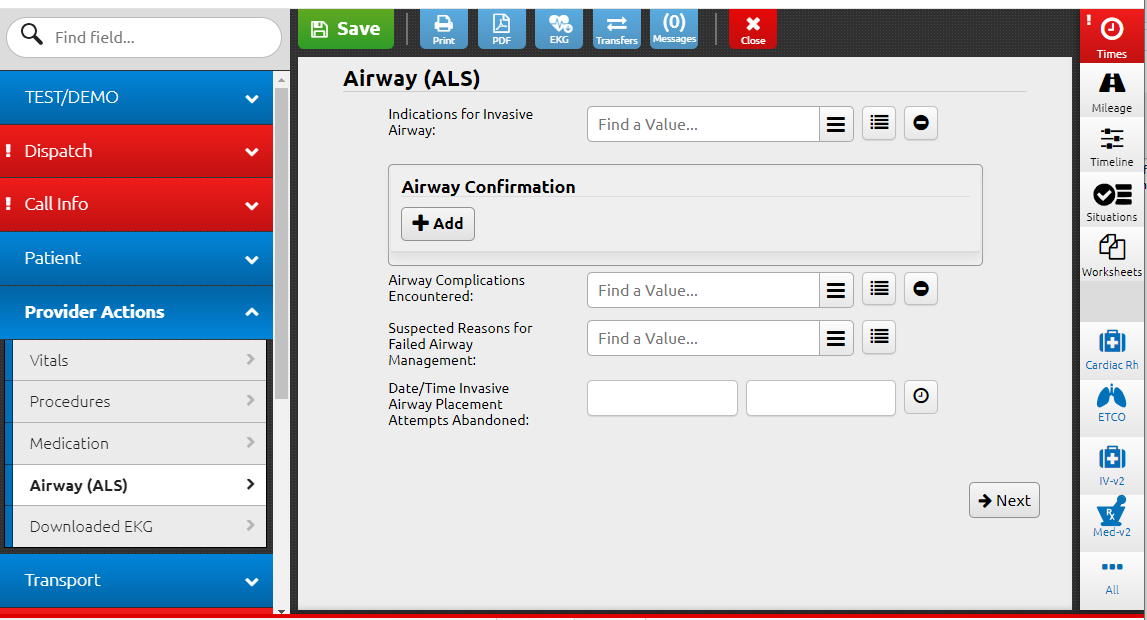 Find field...
Save
Print
PDF
EKG
Transfers
(0)
Messages
Close
TEST/DEMO
! Dispatch
! Call Info
Patient
Provider Actions
Vitals
Procedures
Medication
Airway (ALS)
Downloaded EKG
Transport
Airway (ALS)
Indications for Invasive
Airway:
Find a Value...
Airway Confirmation
Add
Airway Complications
Encountered:
Find a Value...
Suspected Reasons for
Failed Airway
Management:
Find a Value...
Date/Time Invasive
Airway Placement
Attempts Abandoned:
Next
!
Times
Mileage
Timeline
Situations
Worksheets
Cardiac Rh
ETCO
IV-v2
RX
Med-v2
All